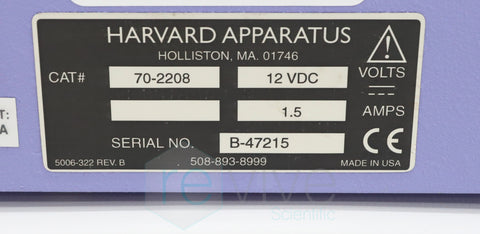 HARVARD APPARATUS
HOLLISTON, MA. 01746
CAT# 70-2208 12 VDC VOLTS
1.5 AMPS
T:
A
SERIAL NO. B-47215 CE
5006-322 REV. B 508-893-8999 MADE IN USA
revive
Scientific